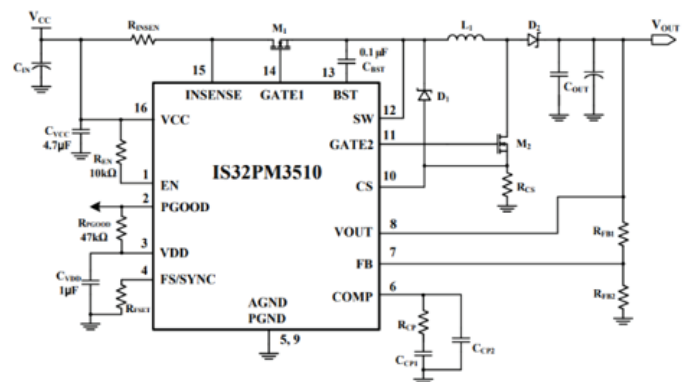 VCC
RINSEN
M1
L1
D2
VOUT
CIN
15
14
13
0.1 µF
CBST
D1
COUT
INSENSE
GATE1
BST
16
VCC
SW
12
CVCC
4.7µF
GATE2
11
M2
REN
10kΩ
IS32PM3510
1
EN
CS
10
RCS
2
PGOOD
RPGOOD
47kΩ
VOUT
8
RFB1
3
VDD
FB
7
CVDD
1µF
4
FS/SYNC
COMP
6
RFSET
AGND
PGND
RCP
RFB2
5, 9
CCP1
CCP2